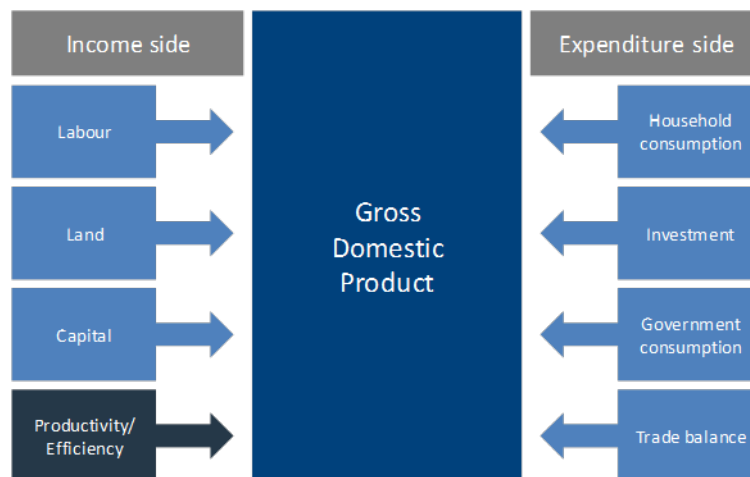 Income side
Expenditure side
Labour
Land
Capital
Productivity/
Efficiency
Gross
Domestic
Product
Household
consumption
Investment
Government
consumption
Trade balance